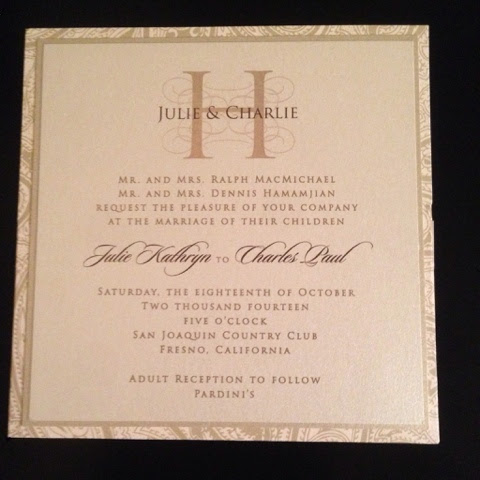 H
Julie & Charlie
Mr. and Mrs. Ralph MacMichael
Mr. and Mrs. Dennis Hamamjian
request the pleasure of your company
at the marriage of their children
Julie Kathryn to Charles Paul
Saturday, the eighteenth of October
Two thousand fourteen
five o'clock
San Joaquin Country Club
Fresno, California
Adult Reception to follow
Pardini's